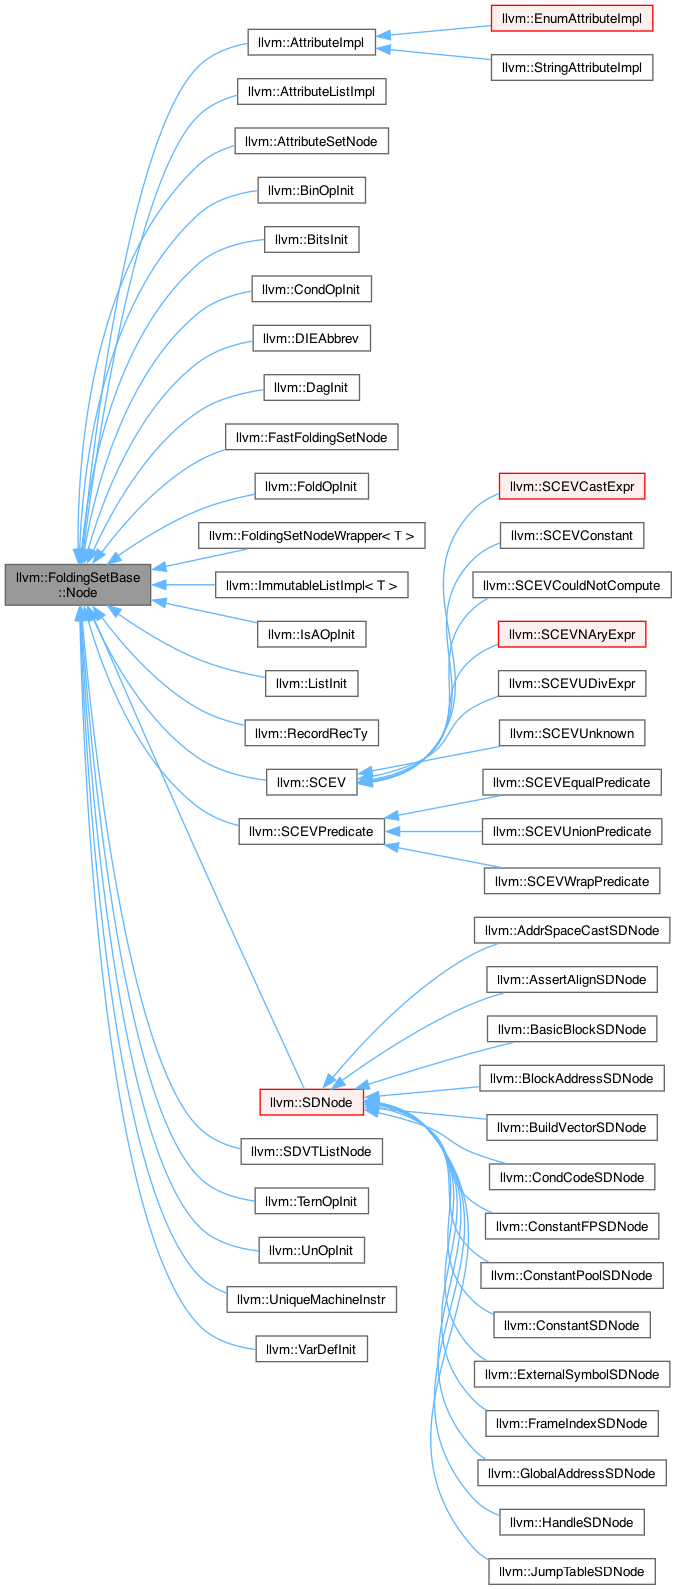 llvm::EnumAttributeImpl
llvm::AttributeImpl
llvm::StringAttributeImpl
llvm::AttributeListImpl
llvm::AttributeSetNode
llvm::BinOpInit
llvm::BitsInit
llvm::CondOpInit
llvm::DIEAbbrev
llvm::DagInit
llvm::FastFoldingSetNode
llvm::FoldOpInit
llvm::SCEVCastExpr
llvm::FoldingSetNodeWrapper< T >
llvm::SCEVConstant
llvm::FoldingSetBase
::Node
llvm::ImmutableListImpl< T >
llvm::SCEVCouldNotCompute
llvm::IsAOpInit
llvm::SCEVNAryExpr
llvm::ListInit
llvm::SCEVUDivExpr
llvm::RecordRecTy
llvm::SCEVUnknown
llvm::SCEV
llvm::SCEVEqualPredicate
llvm::SCEVPredicate
llvm::SCEVUnionPredicate
llvm::SCEVWrapPredicate
llvm::AddrSpaceCastSDNode
llvm::AssertAlignSDNode
llvm::BasicBlockSDNode
llvm::BlockAddressSDNode
llvm::SDNode
llvm::BuildVectorSDNode
llvm::SDVTListNode
llvm::CondCodeSDNode
llvm::TernOpInit
llvm::ConstantFPSDNode
llvm::UnOpInit
llvm::ConstantPoolSDNode
llvm::UniqueMachineInstr
llvm::ConstantSDNode
llvm::VarDefInit
llvm::ExternalSymbolSDNode
llvm::FrameIndexSDNode
llvm::GlobalAddressSDNode
llvm::HandleSDNode
llvm::JumpTableSDNode